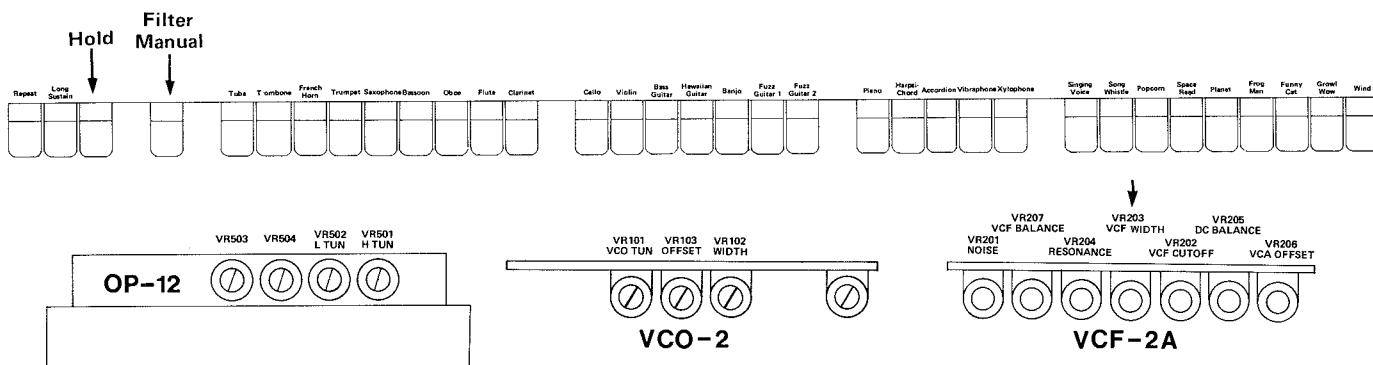 Hold
Filter
Manual
Repeat
Long
Sustain
Tuba
Trombone
French
Horn
Trumpet
Saxophone
Bassoon
Oboe
Flute
Clarinet
Cello
Violin
Bass
Guitar
Hawaiian
Guitar
Banjo
Fuzz
Guitar 1
Fuzz
Guitar 2
Piano
Harpsi-
Chord
Accordion
Vibraphone
Xylophone
Singing
Voice
Song
Whistle
Popcorn
Space
Reed
Planet
Frog
Man
Funny
Cat
Growl
Wow
Wind
VR503
VR504
VR502
L TUN
VR501
H TUN
OP-12
VR101
VCO TUN
VR103
OFFSET
VR102
WIDTH
VCO-2
VR201
NOISE
VR207
VCF BALANCE
VR204
RESONANCE
VR203
VCF WIDTH
VR202
VCF CUTOFF
VR205
DC BALANCE
VR206
VCA OFFSET
VCF-2A